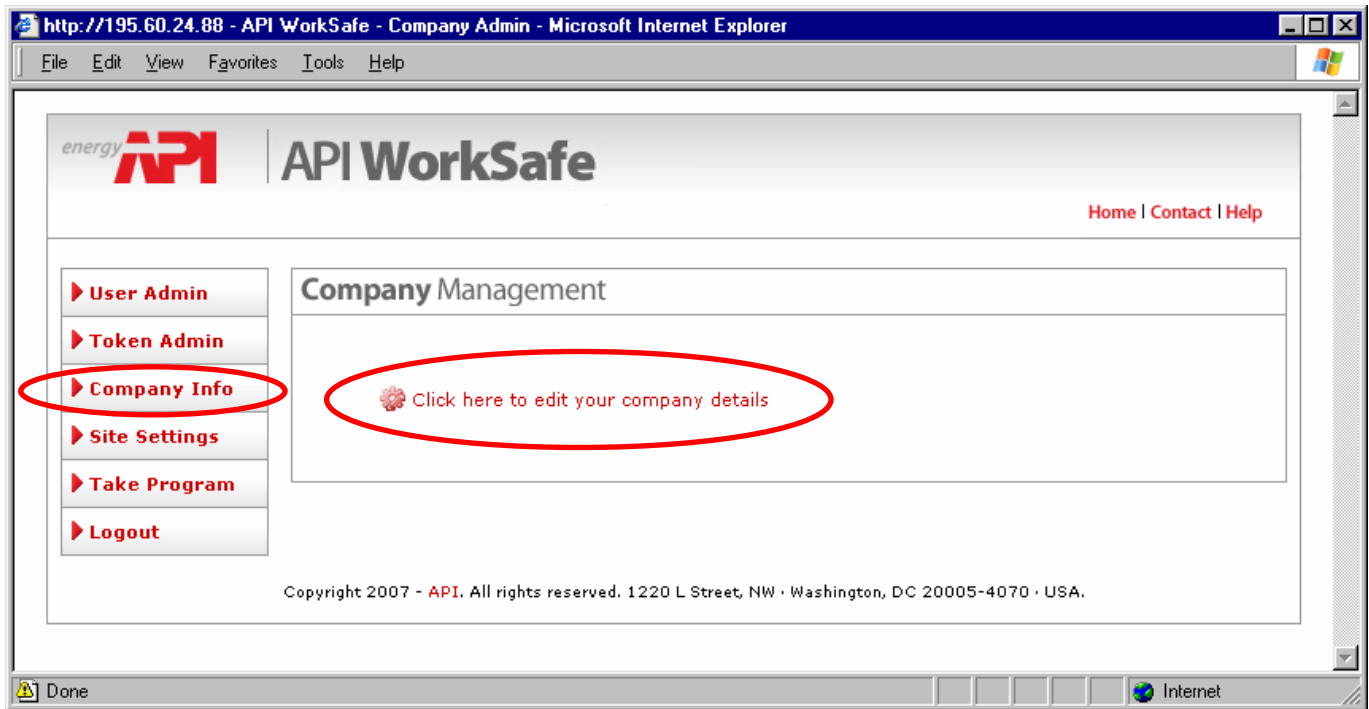 http://195.60.24.88 - API WorkSafe - Company Admin - Microsoft Internet Explorer
File Edit View Favorites Tools Help
energy API
API WorkSafe
Home | Contact | Help
User Admin
Token Admin
Company Info
Site Settings
Take Program
Logout
Company Management
Click here to edit your company details
Copyright 2007 - API. All rights reserved. 1220 L Street, NW · Washington, DC 20005-4070 · USA.
Done
Internet